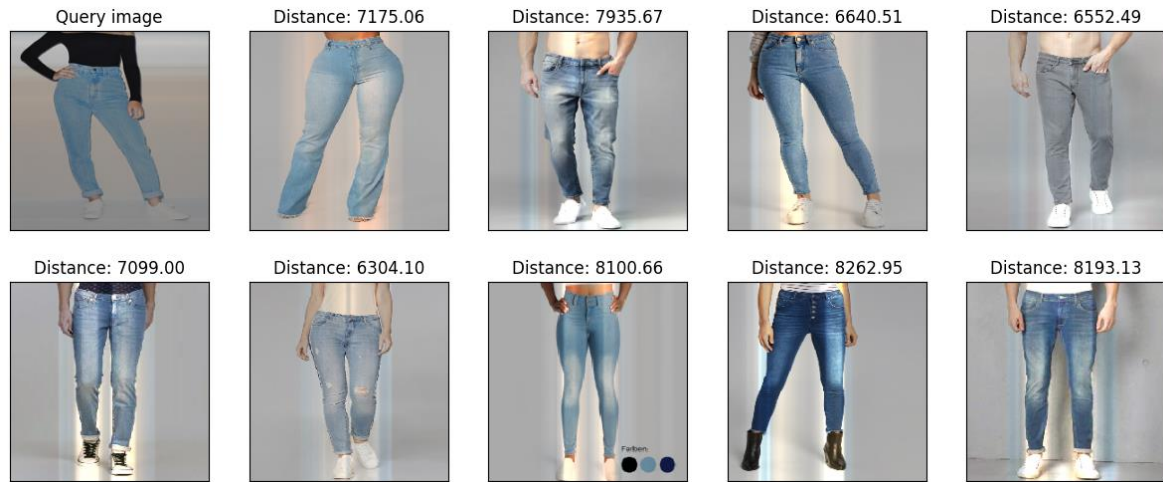 Query image
Distance: 7175.06
Distance: 7935.67
Distance: 6640.51
Distance: 6552.49
Distance: 7099.00
Distance: 6304.10
Distance: 8100.66
Distance: 8262.95
Distance: 8193.13
Farben: